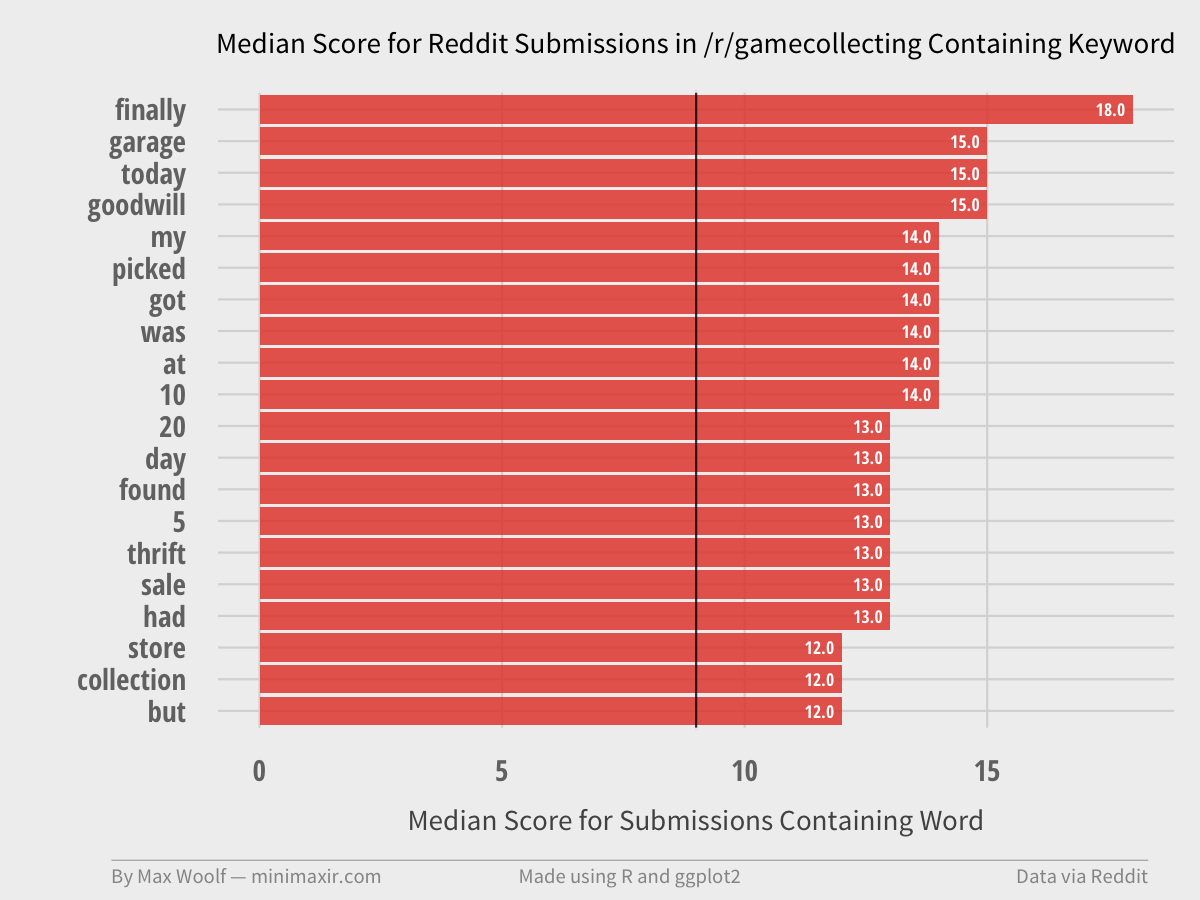 Median Score for Reddit Submissions in /r/gamecollecting Containing Keyword
finally 18.0
garage 15.0
today 15.0
goodwill 15.0
my 14.0
picked 14.0
got 14.0
was 14.0
at 14.0
10 14.0
20 13.0
day 13.0
found 13.0
5 13.0
thrift 13.0
sale 13.0
had 13.0
store 12.0
collection 12.0
but 12.0
0 5 10 15
Median Score for Submissions Containing Word
By Max Woolf — minimaxir.com Made using R and ggplot2 Data via Reddit